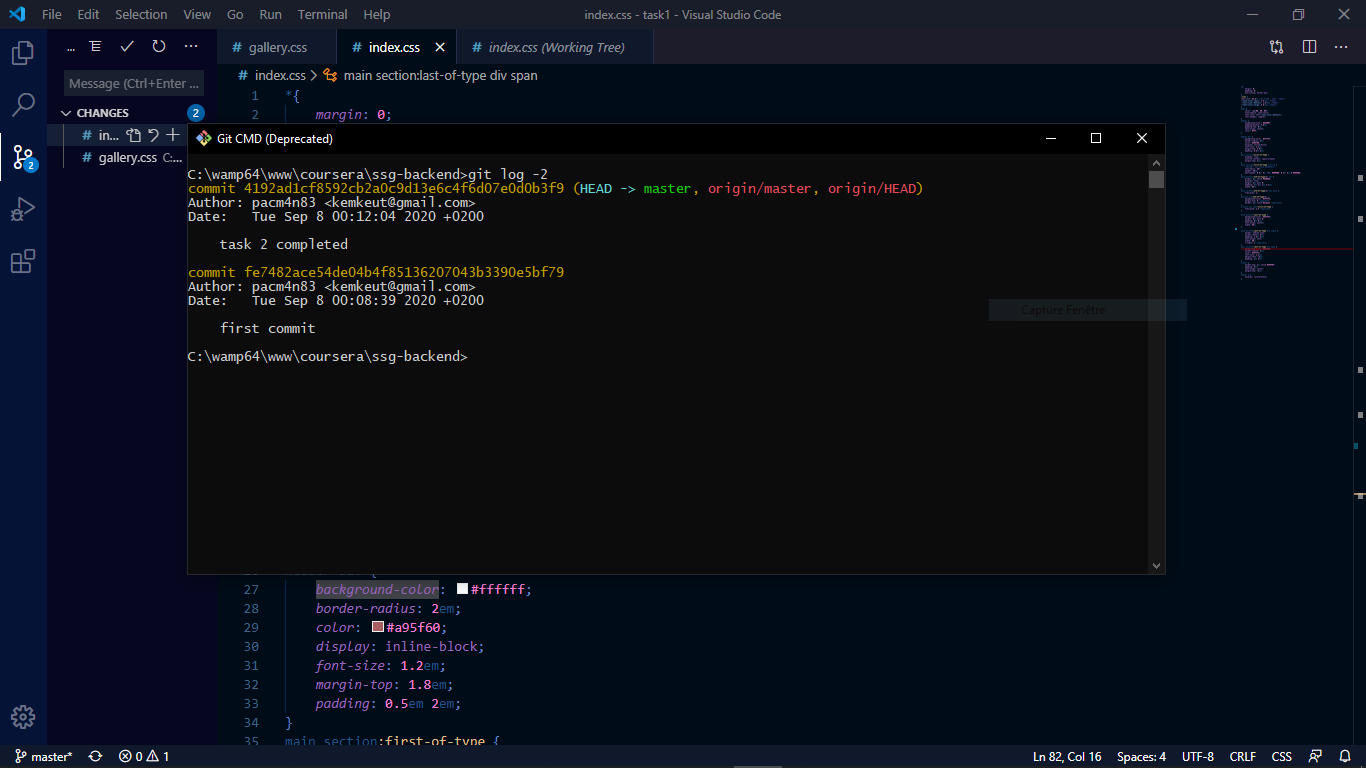 File Edit Selection View Go Run Terminal Help index.css - task1 - Visual Studio Code
... gallery.css index.css index.css (Working Tree)
Message (Ctrl+Enter ...
index.css > main section:last-of-type div span
CHANGES 2
in...
gallery.css C:...
2
1 *{
2 margin: 0;
Git CMD (Deprecated)
C:\wamp64\www\coursera\ssg-backend>git log -2
commit 4192ad1cf8592cb2a0c9d13e6c4f6d07e0d0b3f9 (HEAD -> master, origin/master, origin/HEAD)
Author: pacm4n83 <kemkeut@gmail.com>
Date:   Tue Sep 8 00:12:04 2020 +0200
task 2 completed
commit fe7482ace54de04b4f85136207043b3390e5bf79
Author: pacm4n83 <kemkeut@gmail.com>
Date:   Tue Sep 8 00:08:39 2020 +0200
first commit
C:\wamp64\www\coursera\ssg-backend>
Capture Fenêtre
27 background-color: #ffffff;
28 border-radius: 2em;
29 color: #a95f60;
30 display: inline-block;
31 font-size: 1.2em;
32 margin-top: 1.8em;
33 padding: 0.5em 2em;
34 }
35 main section:first-of-type {
master* 0 1 Ln 82, Col 16 Spaces: 4 UTF-8 CRLF CSS